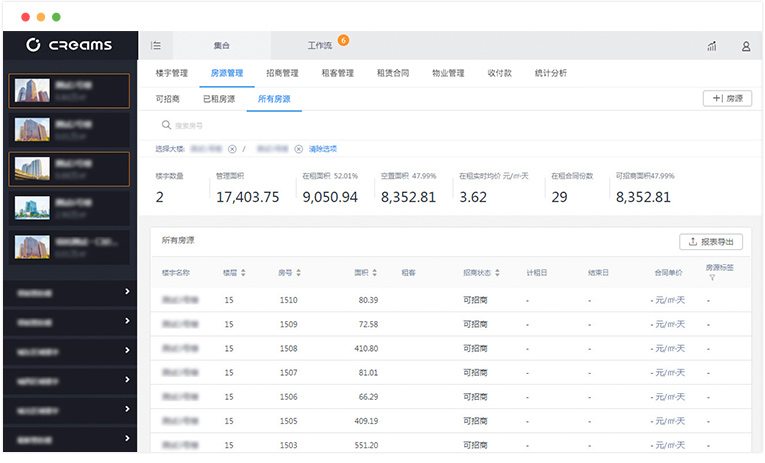 CREAMS
集合 工作流 6
楼宇管理 房源管理 招商管理 租客管理 租赁合同 物业管理 收付款 统计分析
可招商 已租房源 所有房源
房源
搜索房号
选择大楼: / 清除选项
楼宇数量 管理面积 在租面积 52.01% 空置面积 47.99% 在租实时均价 元/㎡·天 在租合同份数 可招商面积47.99%
2 17,403.75 9,050.94 8,352.81 3.62 29 8,352.81
所有房源
报表导出
楼宇名称 楼层 房号 面积 租客 招商状态 计租日 结束日 合同单价 房源标签
15 1510 80.39 可招商 - - - 元/㎡·天 -
15 1509 72.58 可招商 - - - 元/㎡·天 -
15 1508 410.80 可招商 - - - 元/㎡·天 -
15 1507 81.01 可招商 - - - 元/㎡·天 -
15 1506 66.29 可招商 - - - 元/㎡·天 -
15 1505 409.19 可招商 - - - 元/㎡·天 -
15 1503 551.20 可招商 - - - 元/㎡·天 -